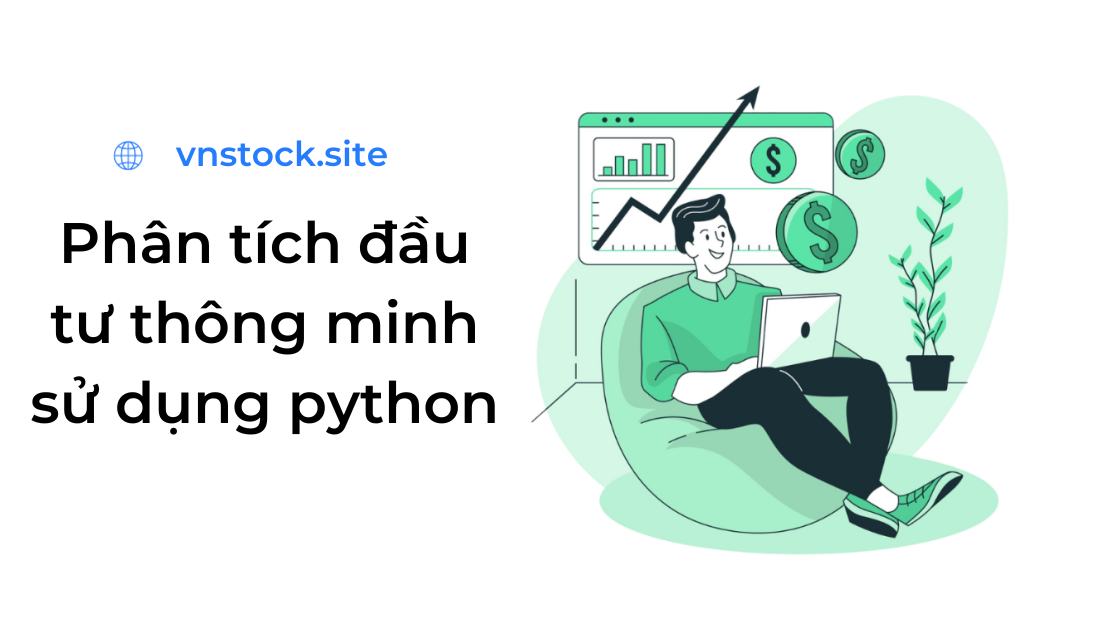 vnstock.site
Phân tích đầu
tư thông minh
sử dụng python
$
$
$